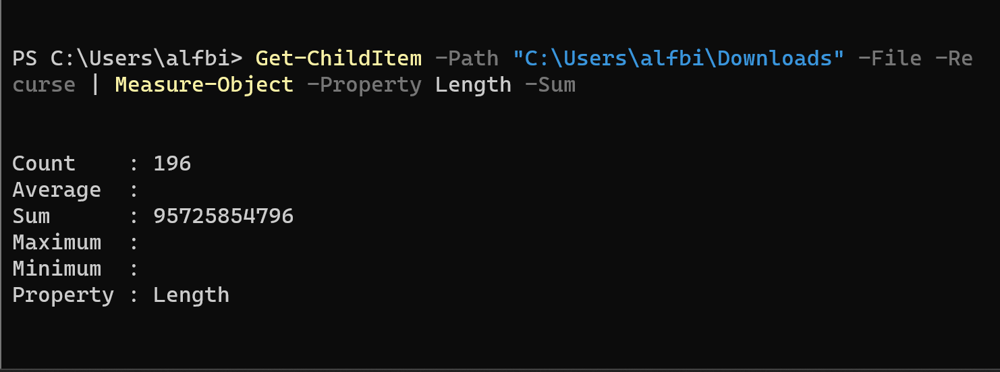 PS C:\Users\alfbi> Get-ChildItem -Path "C:\Users\alfbi\Downloads" -File -Re
curse | Measure-Object -Property Length -Sum
Count    : 196
Average  :
Sum      : 95725854796
Maximum  :
Minimum  :
Property : Length